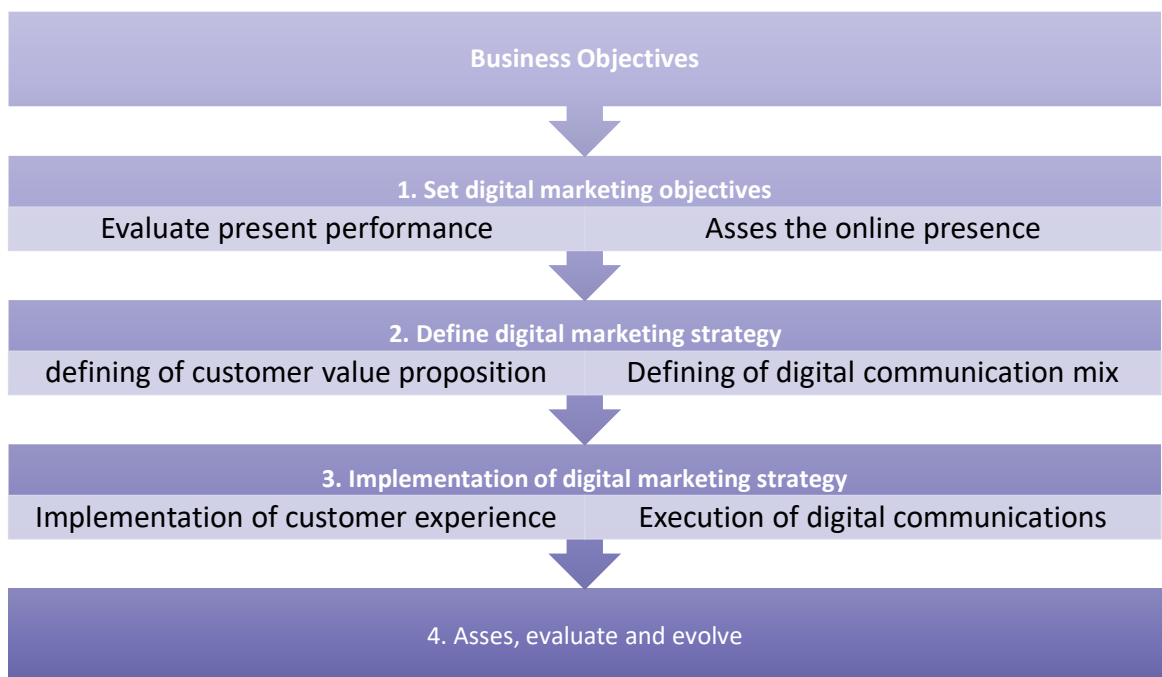 Business Objectives
1. Set digital marketing objectives
Evaluate present performance
Asses the online presence
2. Define digital marketing strategy
defining of customer value proposition
Defining of digital communication mix
3. Implementation of digital marketing strategy
Implementation of customer experience
Execution of digital communications
4. Asses, evaluate and evolve